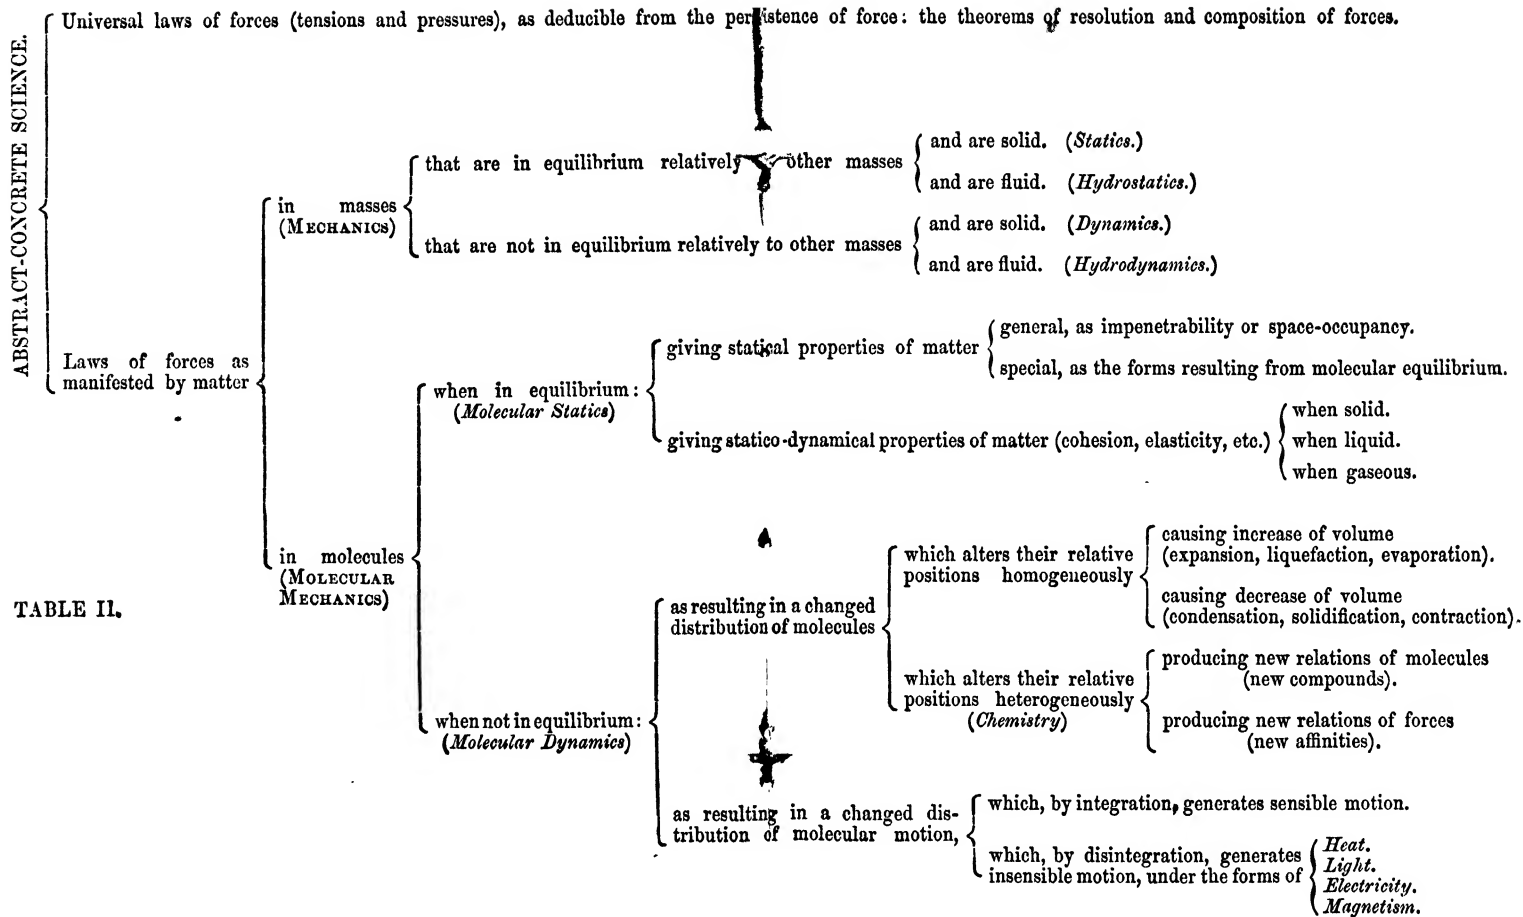 ABSTRACT-CONCRETE SCIENCE.
Universal laws of forces (tensions and pressures), as deducible from the persistence of force: the theorems of resolution and composition of forces.
Laws of forces as
manifested by matter
in masses
(MECHANICS)
that are in equilibrium relatively other masses
and are solid. (Statics.)
and are fluid. (Hydrostatics.)
that are not in equilibrium relatively to other masses
and are solid. (Dynamics.)
and are fluid. (Hydrodynamics.)
in molecules
(MOLECULAR
MECHANICS)
when in equilibrium:
(Molecular Statics)
giving statical properties of matter
general, as impenetrability or space-occupancy.
special, as the forms resulting from molecular equilibrium.
giving statico-dynamical properties of matter (cohesion, elasticity, etc.)
when solid.
when liquid.
when gaseous.
when not in equilibrium:
(Molecular Dynamics)
as resulting in a changed
distribution of molecules
which alters their relative
positions homogeneously
causing increase of volume
(expansion, liquefaction, evaporation).
causing decrease of volume
(condensation, solidification, contraction).
which alters their relative
positions heterogeneously
(Chemistry)
producing new relations of molecules
(new compounds).
producing new relations of forces
(new affinities).
as resulting in a changed dis-
tribution of molecular motion,
which, by integration, generates sensible motion.
which, by disintegration, generates
insensible motion, under the forms of
Heat.
Light.
Electricity.
Magnetism.
TABLE II.